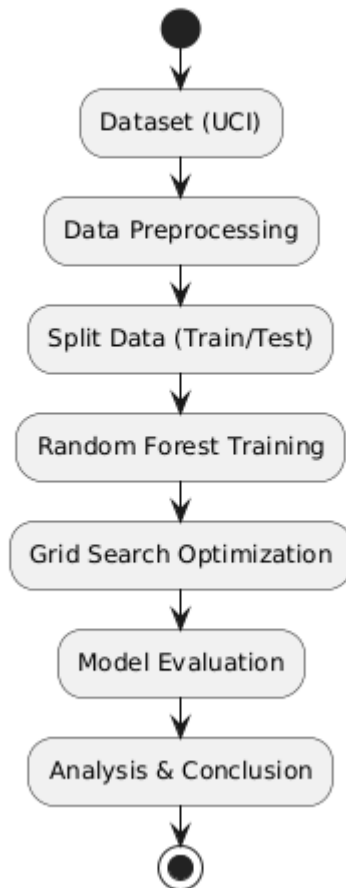 Dataset (UCI)
Data Preprocessing
Split Data (Train/Test)
Random Forest Training
Grid Search Optimization
Model Evaluation
Analysis & Conclusion